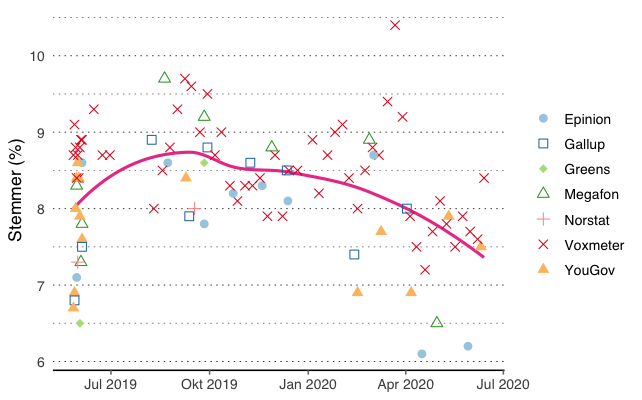 Stemmer (%)
10
9
8
7
6
Jul 2019
Okt 2019
Jan 2020
Apr 2020
Jul 2020
Epinion
Gallup
Greens
Megafon
Norstat
Voxmeter
YouGov